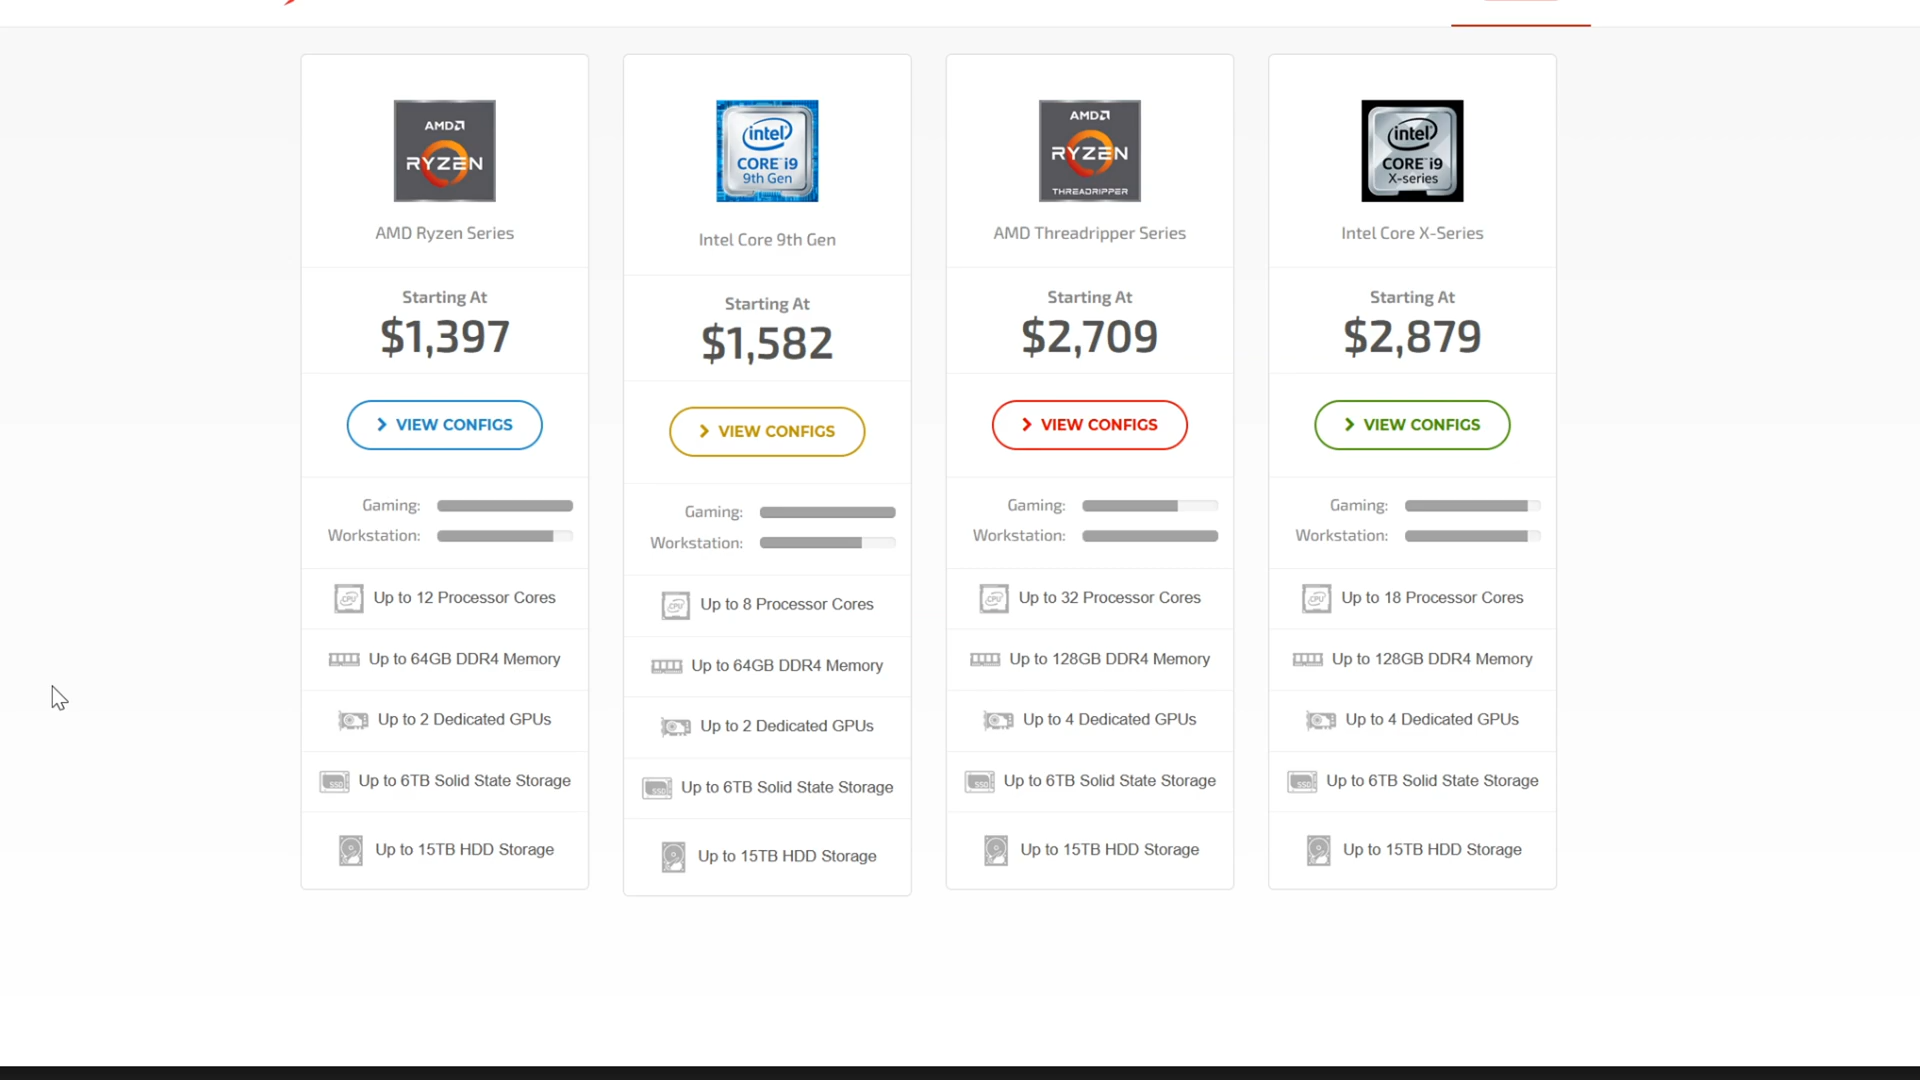 AMD
RYZEN
AMD Ryzen Series
Starting At
$1,397
VIEW CONFIGS
Gaming:
Workstation:
CPU Up to 12 Processor Cores
Up to 64GB DDR4 Memory
Up to 2 Dedicated GPUs
SSD Up to 6TB Solid State Storage
Up to 15TB HDD Storage
intel
CORE i9
9th Gen
Intel Core 9th Gen
Starting At
$1,582
VIEW CONFIGS
Gaming:
Workstation:
CPU Up to 8 Processor Cores
Up to 64GB DDR4 Memory
Up to 2 Dedicated GPUs
SSD Up to 6TB Solid State Storage
Up to 15TB HDD Storage
AMD
RYZEN
THREADRIPPER
AMD Threadripper Series
Starting At
$2,709
VIEW CONFIGS
Gaming:
Workstation:
CPU Up to 32 Processor Cores
Up to 128GB DDR4 Memory
Up to 4 Dedicated GPUs
SSD Up to 6TB Solid State Storage
Up to 15TB HDD Storage
intel
CORE i9
X-series
Intel Core X-Series
Starting At
$2,879
VIEW CONFIGS
Gaming:
Workstation:
CPU Up to 18 Processor Cores
Up to 128GB DDR4 Memory
Up to 4 Dedicated GPUs
SSD Up to 6TB Solid State Storage
Up to 15TB HDD Storage